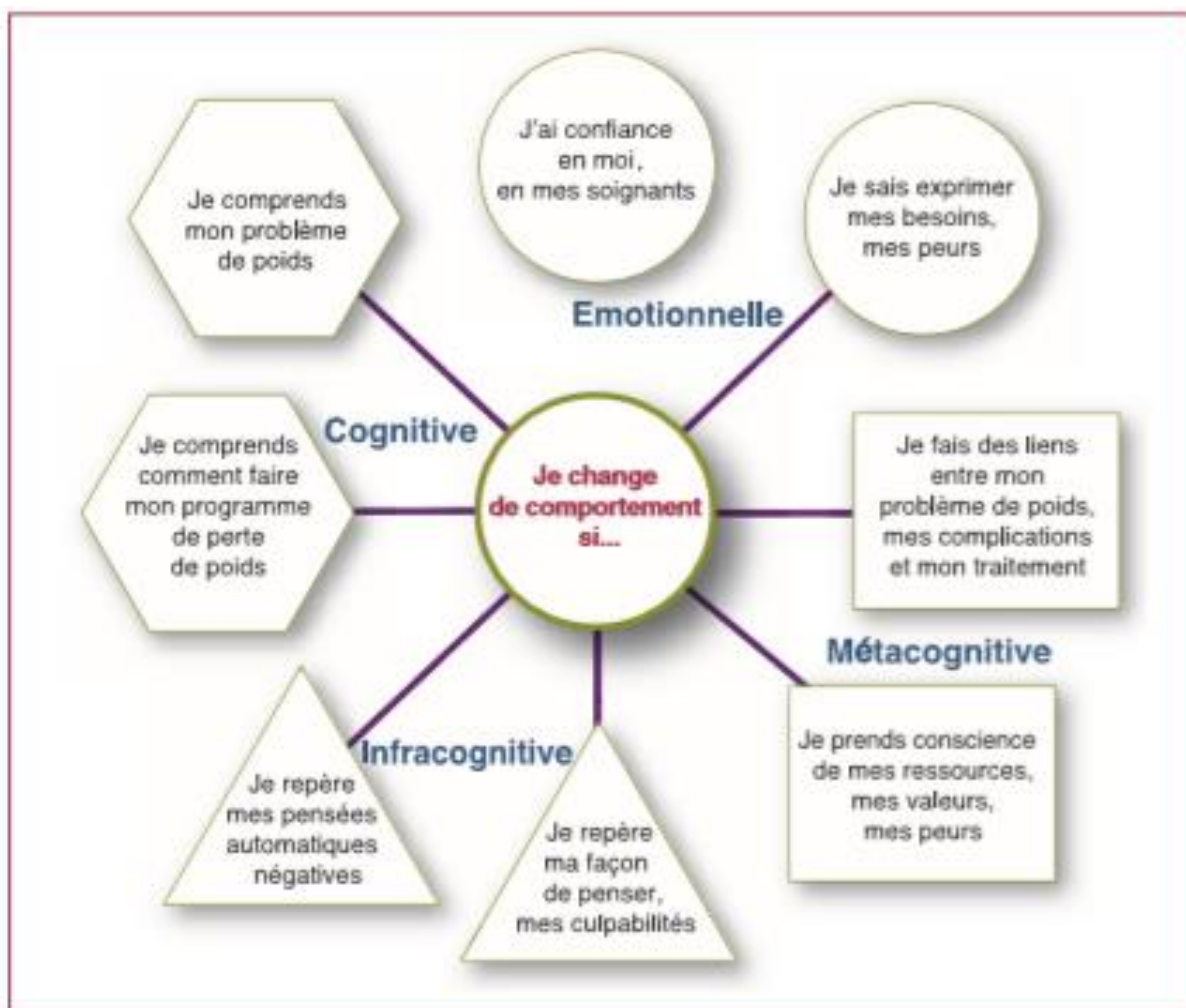 J'ai confiance
en moi,
en mes soignants
Je comprends
mon problème
de poids
Je sais exprimer
mes besoins,
mes peurs
Emotionnelle
Cognitive
Je comprends
comment faire
mon programme
de perte
de poids
Je change
de comportement
si...
Je fais des liens
entre mon
problème de poids,
mes complications
et mon traitement
Métacognitive
Infracognitive
Je prends conscience
de mes ressources,
mes valeurs,
mes peurs
Je repère
mes pensées
automatiques
négatives
Je repère
ma façon
de penser,
mes culpabilités